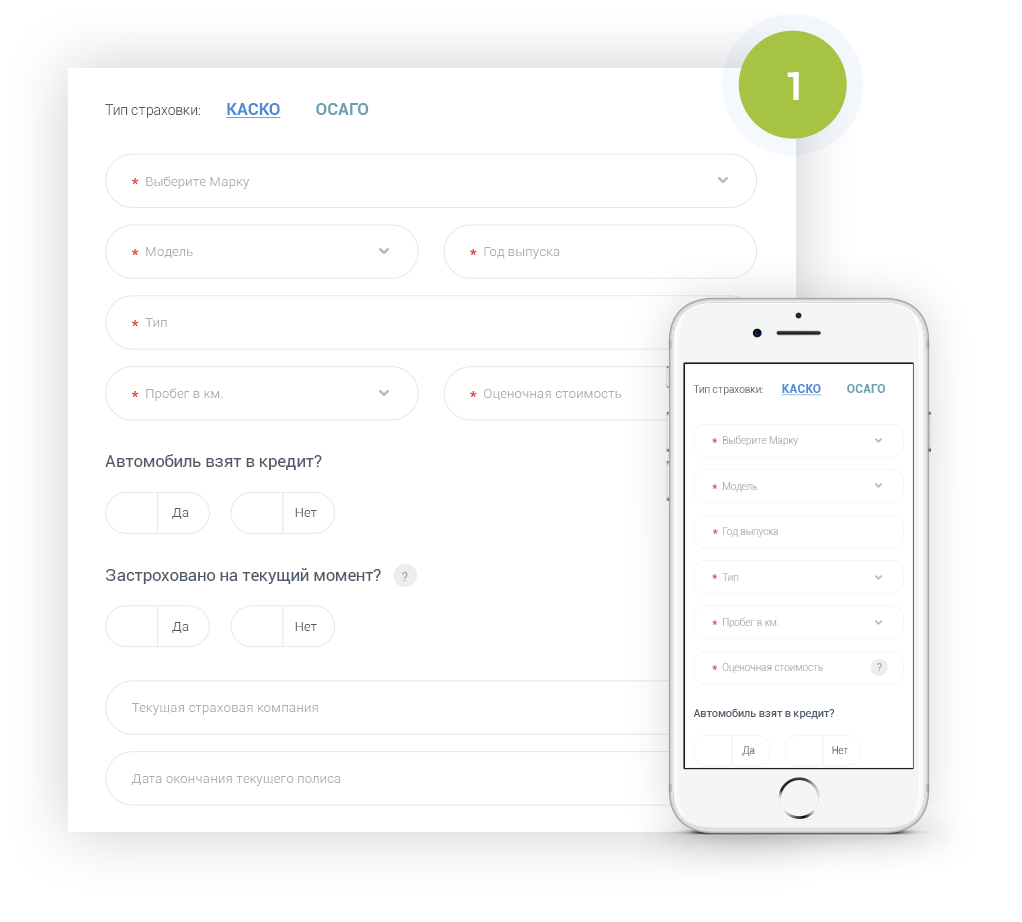 1
Тип страховки: КАСКО ОСАГО
* Выберите Марку
* Модель * Год выпуска
* Тип
* Пробег в км. * Оценочная стоимость
Автомобиль взят в кредит?
Да Нет
Застроховано на текущий момент? ?
Да Нет
Текущая страховая компания
Дата окончания текущего полиса
Тип страховки: КАСКО ОСАГО
* Выберите Марку
* Модель
* Год выпуска
* Тип
* Пробег в км.
* Оценочная стоимость ?
Автомобиль взят в кредит?
Да Нет